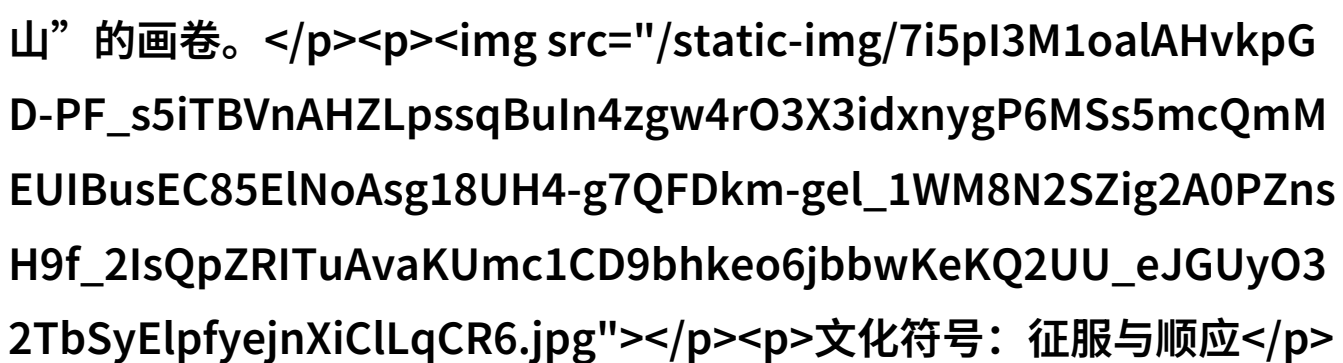 山”的画卷。</p><p><img src="/static-img/7i5pI3M1oalAHvkpG
D-PF_s5iTBVnAHZLpssqBuIn4zgw4rO3X3idxnygP6MSs5mcQmM
EUIBusEC85ElNoAsg18UH4-g7QFDkm-gel_1WM8N2SZig2A0PZns
H9f_2IsQpZRITuAvaKUmc1CD9bhkeo6jbbwKeKQ2UU_eJGUyO3
2TbSyElpfyejnXiClLqCR6.jpg"></p><p>文化符号：征服与顺应</p>